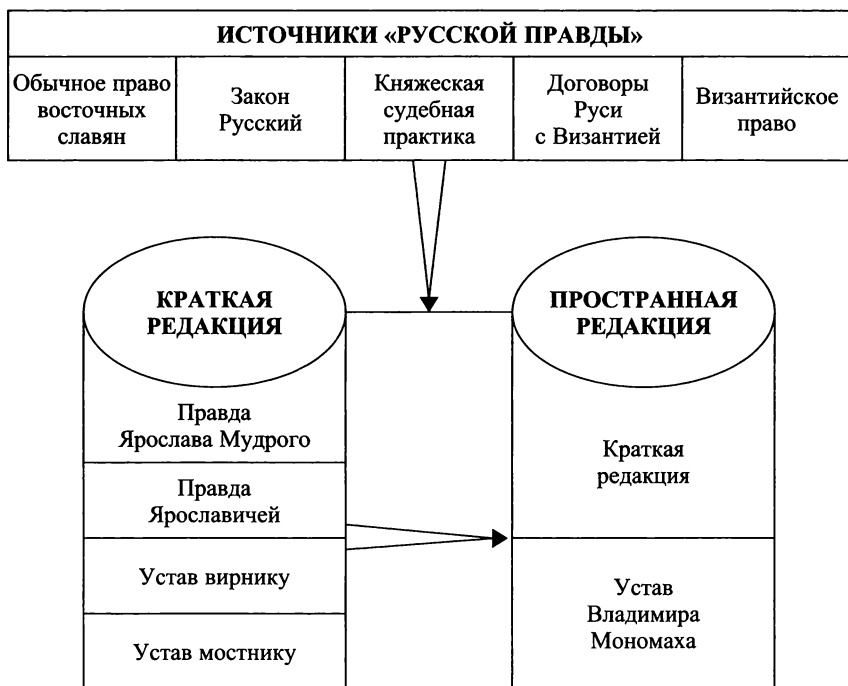 ИСТОЧНИКИ «РУССКОЙ ПРАВДЫ»
Обычное право
восточных
славян
Закон
Русский
Княжеская
судебная
практика
Договоры
Руси
с Византией
Византийское
право
КРАТКАЯ
РЕДАКЦИЯ
ПРОСТРАННАЯ
РЕДАКЦИЯ
Правда
Ярослава Мудрого
Правда
Ярославичей
Устав вирнику
Устав мостнику
Краткая
редакция
Устав
Владимира
Мономаха